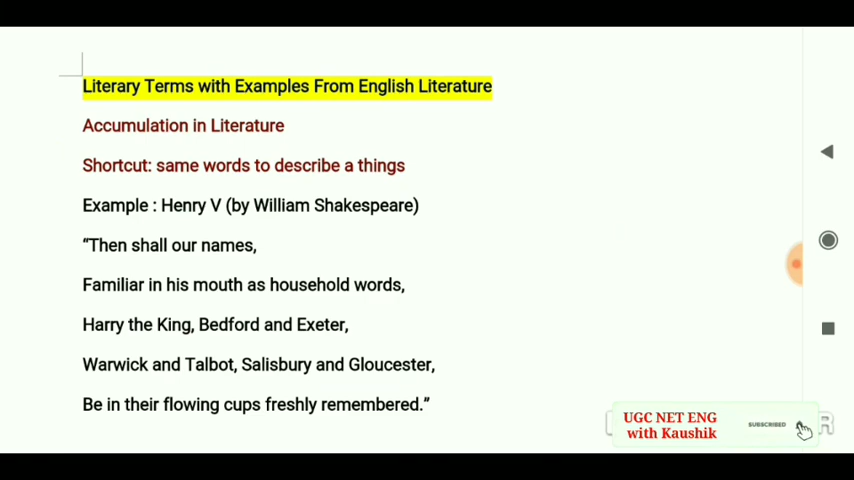 Literary Terms with Examples From English Literature
Accumulation in Literature
Shortcut: same words to describe a things
Example : Henry V (by William Shakespeare)
“Then shall our names,
Familiar in his mouth as household words,
Harry the King, Bedford and Exeter,
Warwick and Talbot, Salisbury and Gloucester,
Be in their flowing cups freshly remembered.”
UGC NET ENG
with Kaushik
SUBSCRIBED